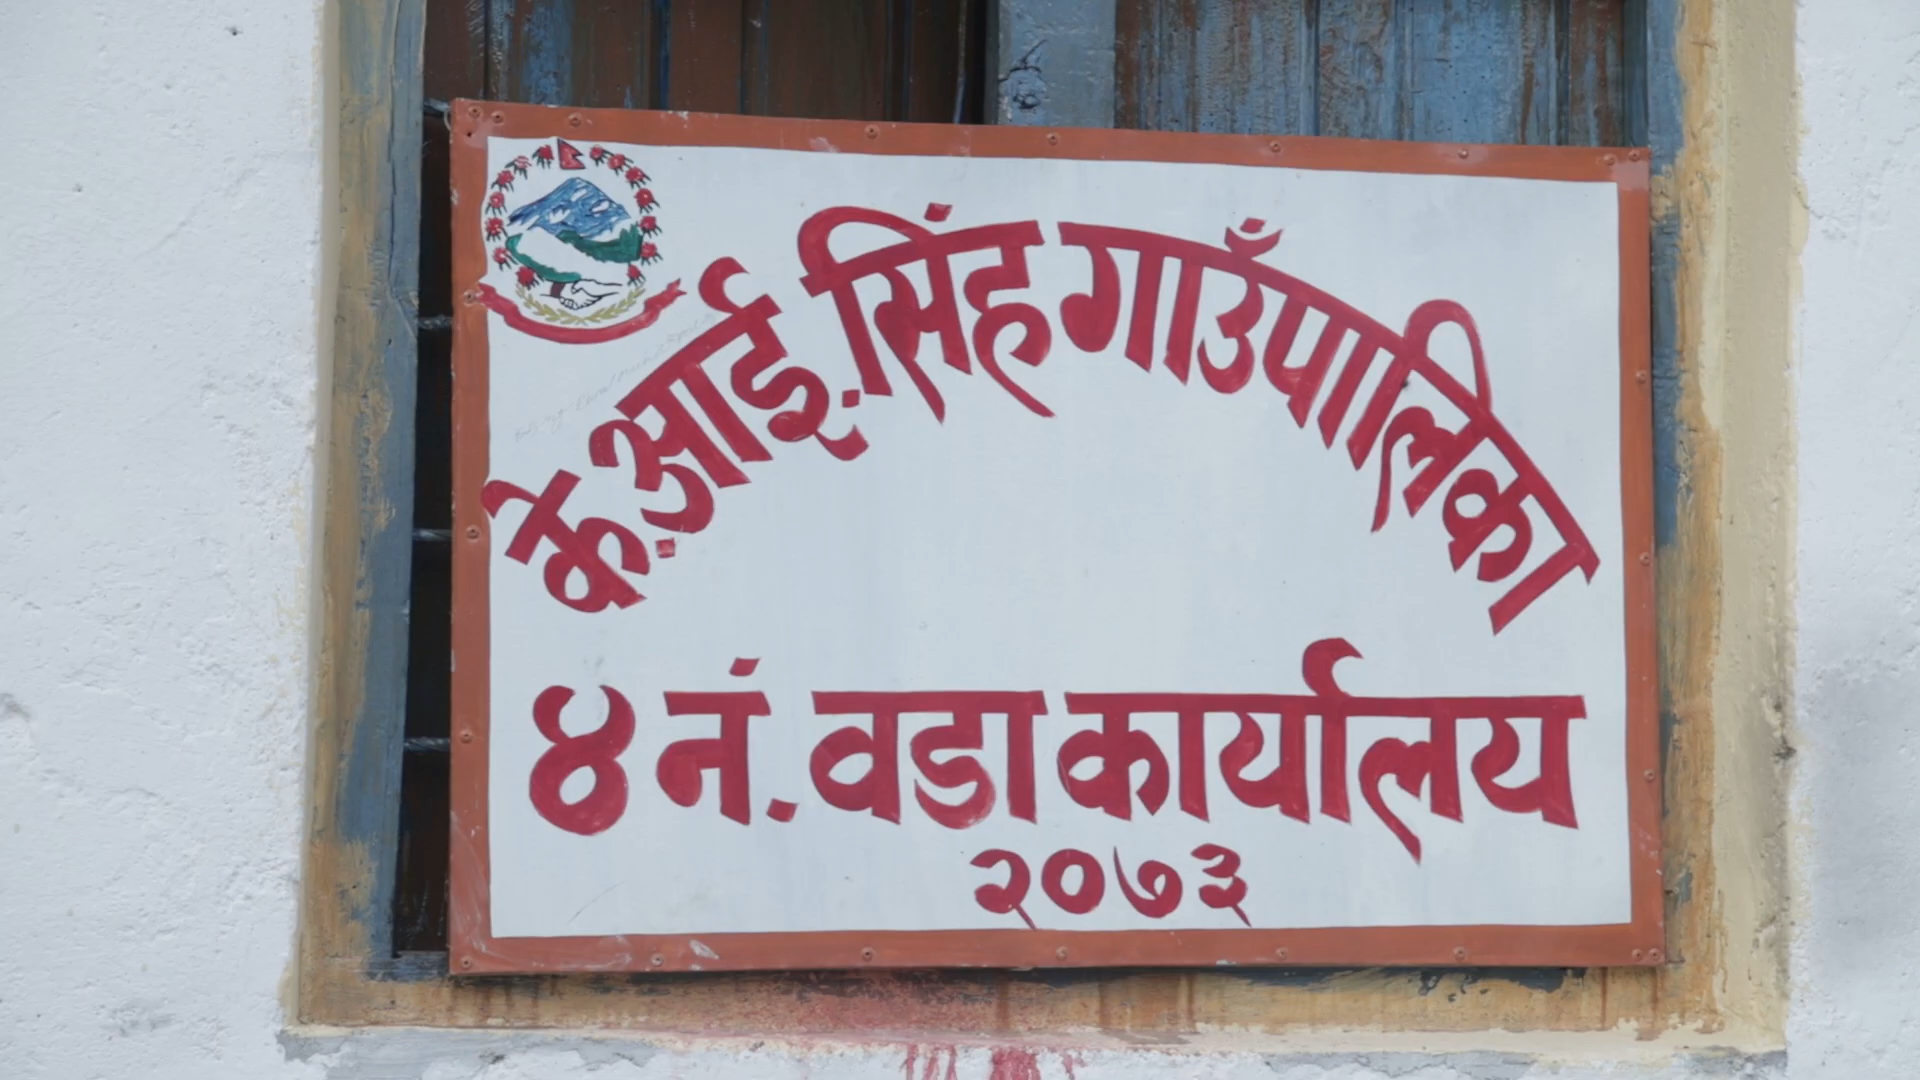 के.आई.सिंह गाउँपालिका
४ नं. वडा कार्यालय
२०७३